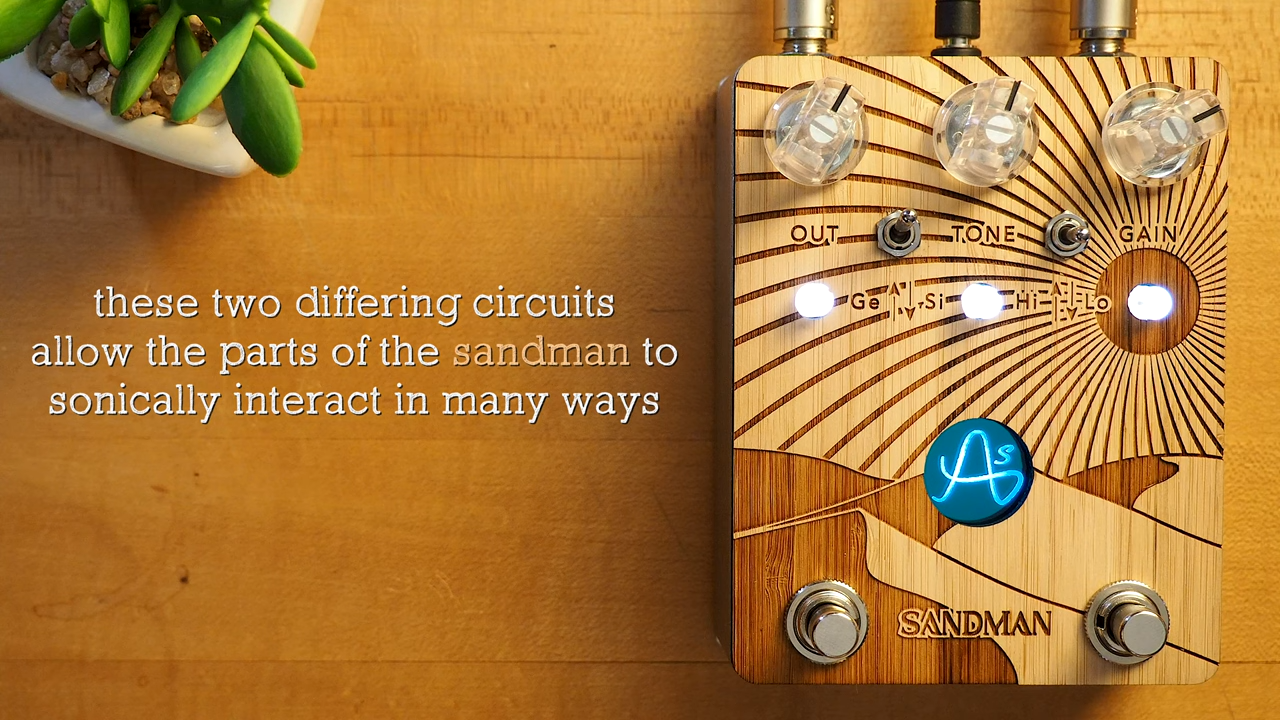 these two differing circuits
allow the parts of the sandman to
sonically interact in many ways
OUT TONE GAIN
Ge Si Hi Lo
As
SANDMAN